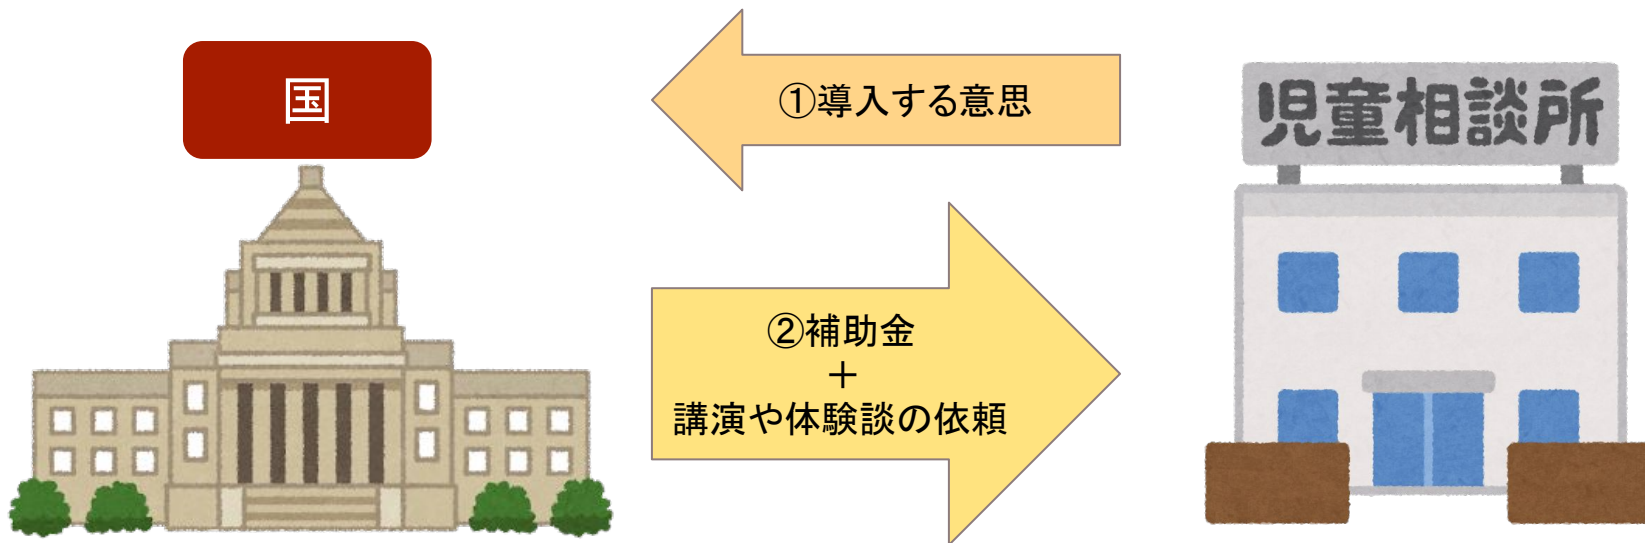 国
①導入する意思
児童相談所
②補助金
＋
講演や体験談の依頼